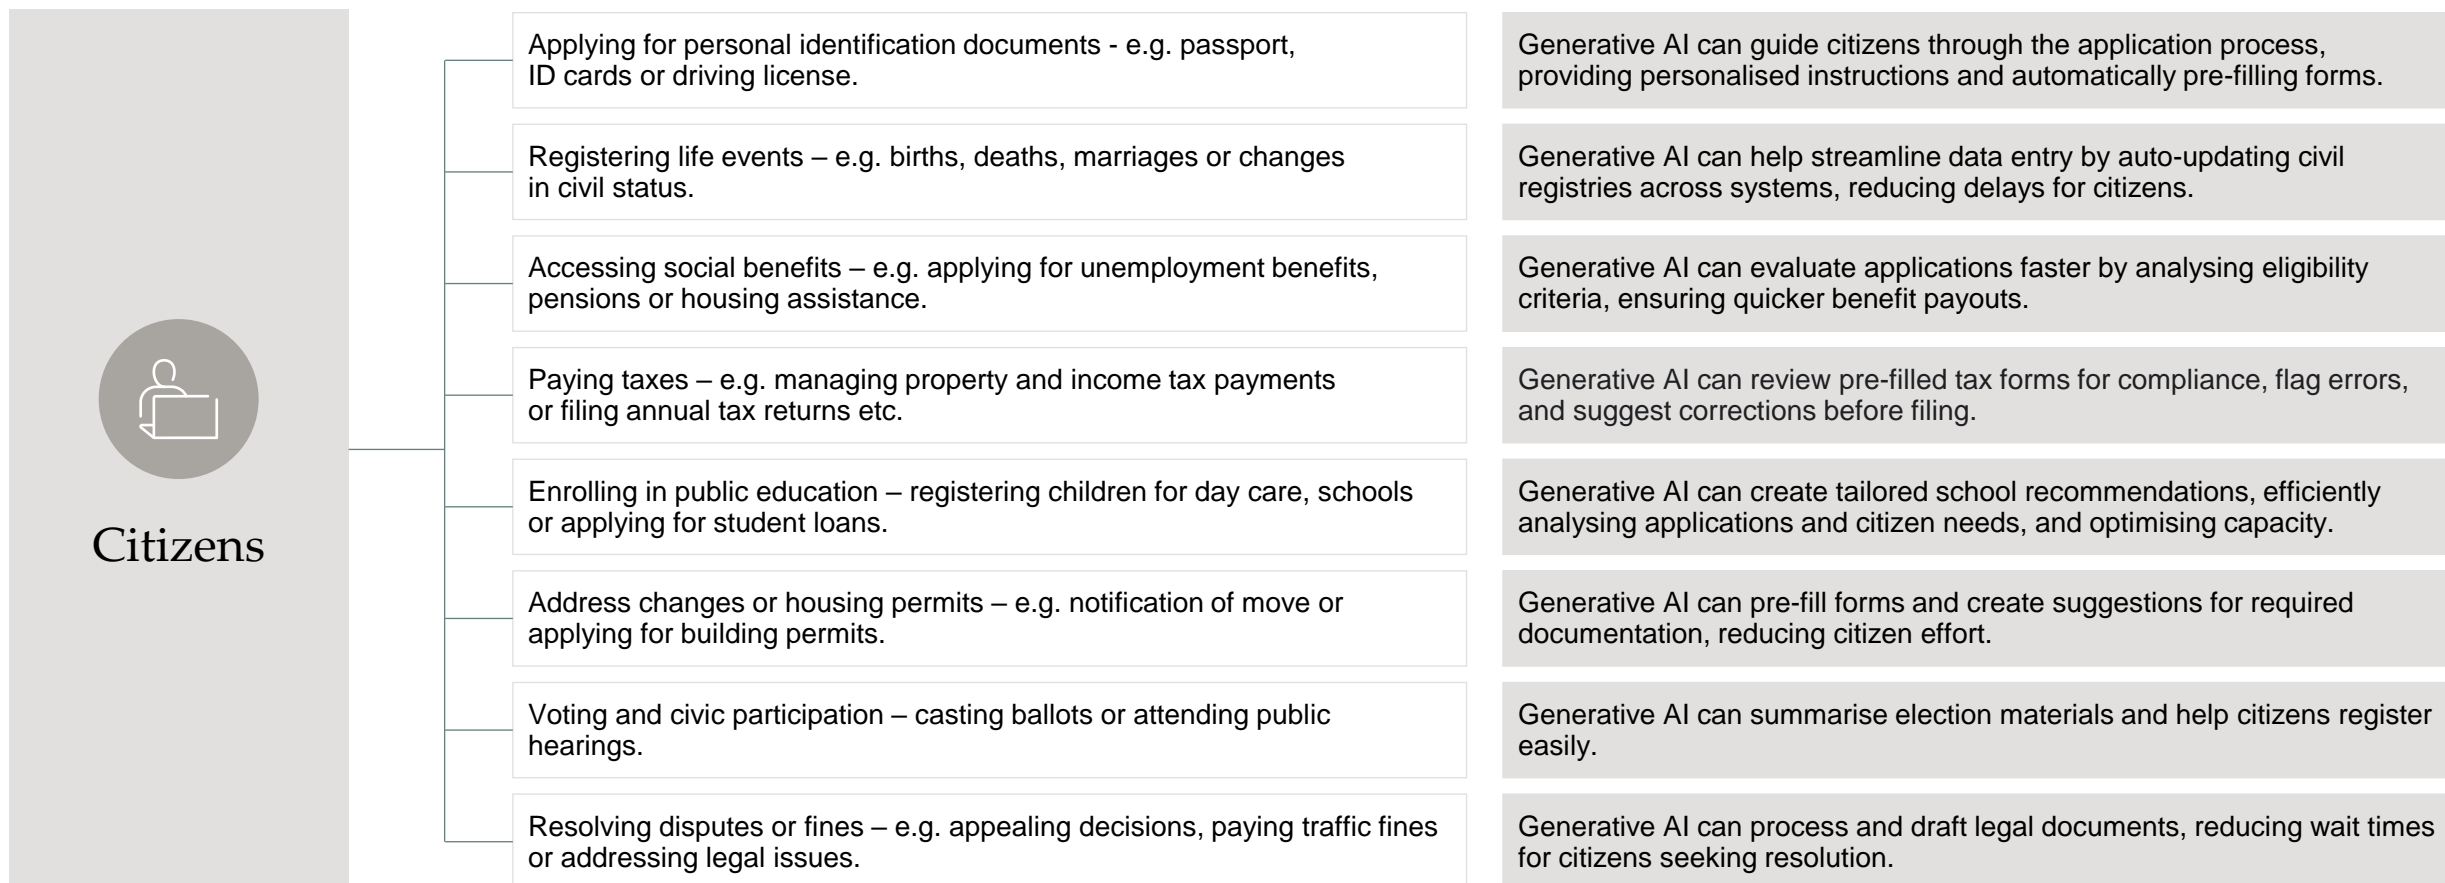 Citizens
Applying for personal identification documents - e.g. passport,
ID cards or driving license.
Generative AI can guide citizens through the application process,
providing personalised instructions and automatically pre-filling forms.
Registering life events – e.g. births, deaths, marriages or changes
in civil status.
Generative AI can help streamline data entry by auto-updating civil
registries across systems, reducing delays for citizens.
Accessing social benefits – e.g. applying for unemployment benefits,
pensions or housing assistance.
Generative AI can evaluate applications faster by analysing eligibility
criteria, ensuring quicker benefit payouts.
Paying taxes – e.g. managing property and income tax payments
or filing annual tax returns etc.
Generative AI can review pre-filled tax forms for compliance, flag errors,
and suggest corrections before filing.
Enrolling in public education – registering children for day care, schools
or applying for student loans.
Generative AI can create tailored school recommendations, efficiently
analysing applications and citizen needs, and optimising capacity.
Address changes or housing permits – e.g. notification of move or
applying for building permits.
Generative AI can pre-fill forms and create suggestions for required
documentation, reducing citizen effort.
Voting and civic participation – casting ballots or attending public
hearings.
Generative AI can summarise election materials and help citizens register
easily.
Resolving disputes or fines – e.g. appealing decisions, paying traffic fines
or addressing legal issues.
Generative AI can process and draft legal documents, reducing wait times
for citizens seeking resolution.